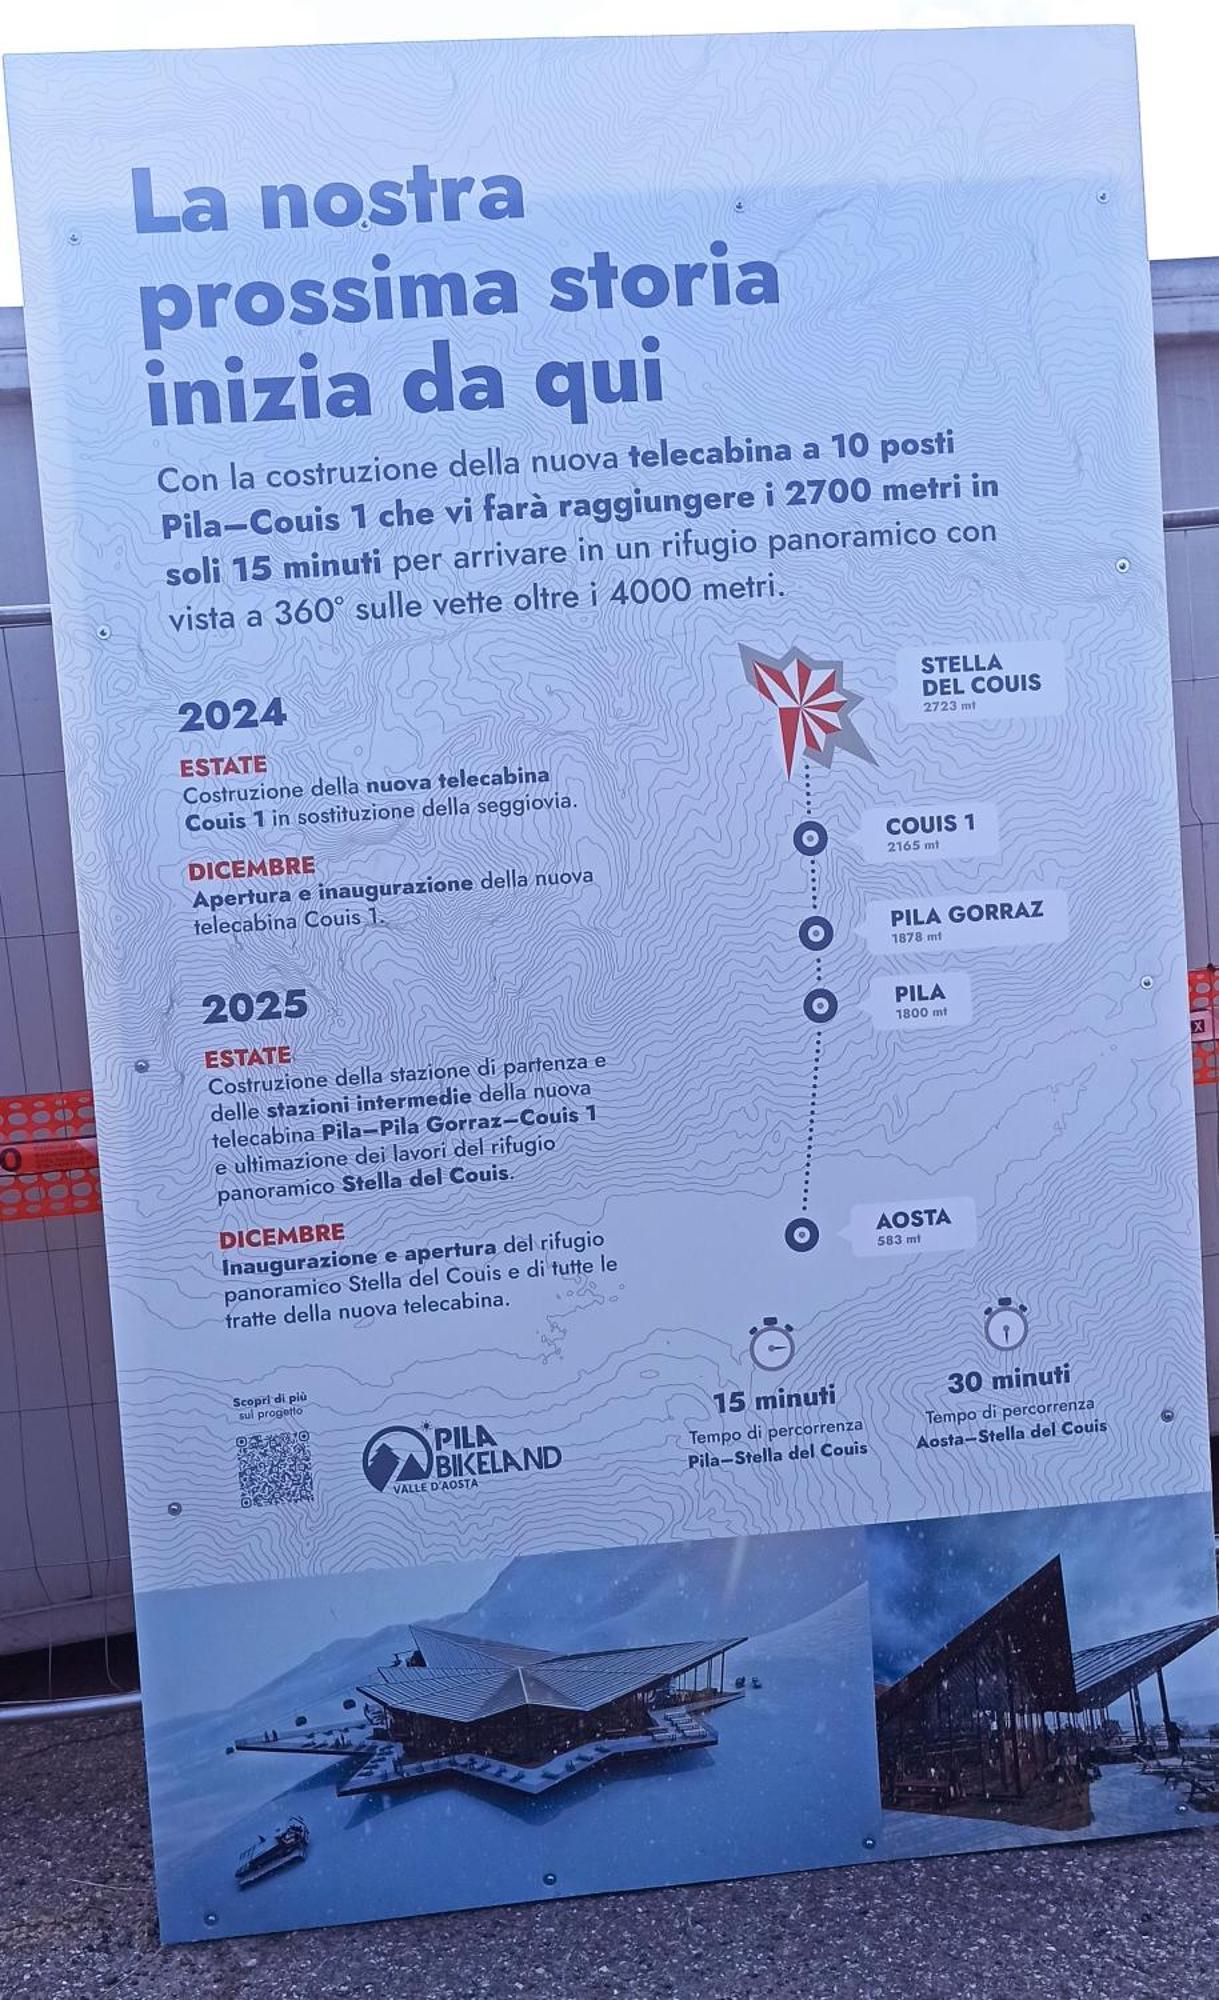 La nostra
prossima storia
inizia da qui
Con la costruzione della nuova telecabina a 10 posti
Pila–Couis 1 che vi farà raggiungere i 2700 metri in
soli 15 minuti per arrivare in un rifugio panoramico con
vista a 360° sulle vette oltre i 4000 metri.
2024
ESTATE
Costruzione della nuova telecabina
Couis 1 in sostituzione della seggiovia.
DICEMBRE
Apertura e inaugurazione della nuova
telecabina Couis 1.
2025
ESTATE
Costruzione della stazione di partenza e
delle stazioni intermedie della nuova
telecabina Pila–Pila Gorraz–Couis 1
e ultimazione dei lavori del rifugio
panoramico Stella del Couis.
DICEMBRE
Inaugurazione e apertura del rifugio
panoramico Stella del Couis e di tutte le
tratte della nuova telecabina.
STELLA
DEL COUIS
2723 mt
COUIS 1
2165 mt
PILA GORRAZ
1878 mt
PILA
1800 mt
AOSTA
583 mt
15 minuti
Tempo di percorrenza
Pila–Stella del Couis
30 minuti
Tempo di percorrenza
Aosta–Stella del Couis
Scopri di più
sul progetto
PILA
BIKELAND
VALLE D'AOSTA